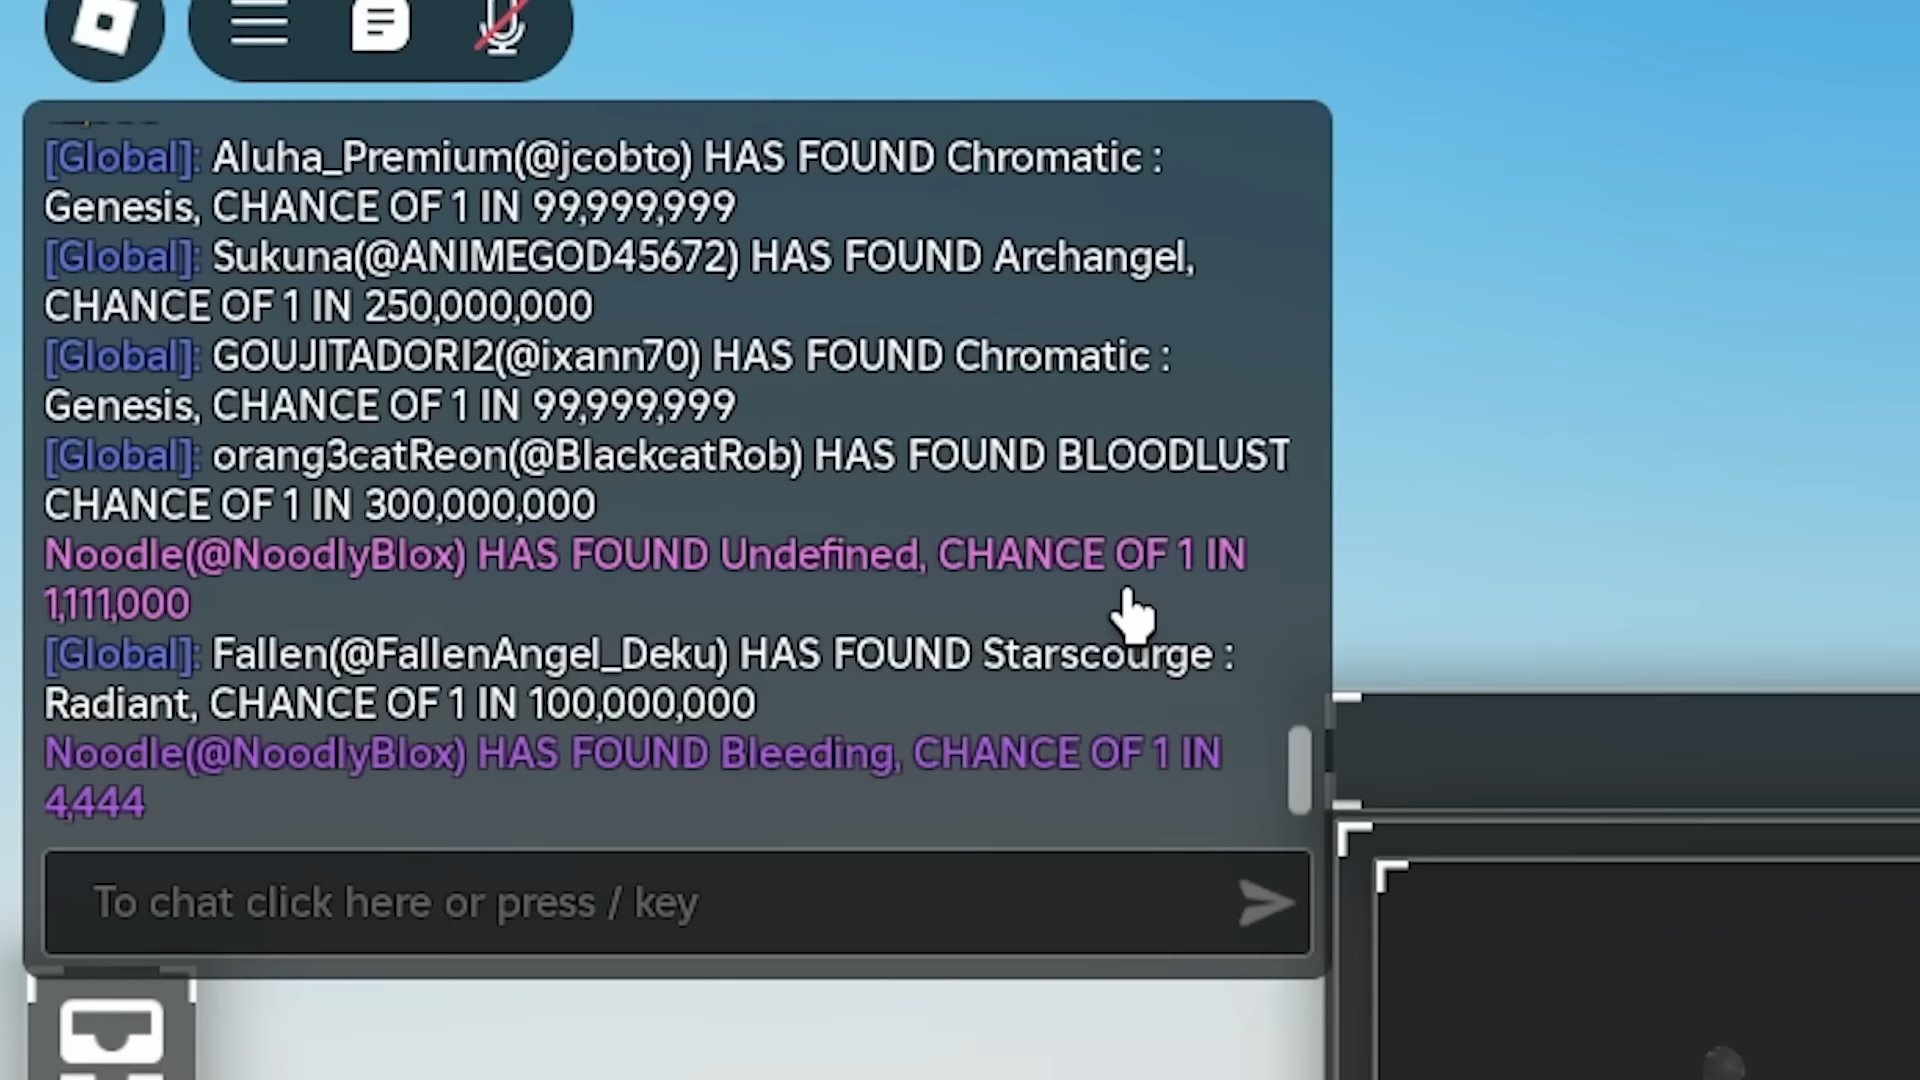 [Global]: Aluha_Premium(@jcobto) HAS FOUND Chromatic :
Genesis, CHANCE OF 1 IN 99,999,999
[Global]: Sukuna(@ANIMEGOD45672) HAS FOUND Archangel,
CHANCE OF 1 IN 250,000,000
[Global]: GOUJITADORI2(@ixann70) HAS FOUND Chromatic :
Genesis, CHANCE OF 1 IN 99,999,999
[Global]: orang3catReon(@BlackcatRob) HAS FOUND BLOODLUST
CHANCE OF 1 IN 300,000,000
Noodle(@NoodlyBlox) HAS FOUND Undefined, CHANCE OF 1 IN
1,111,000
[Global]: Fallen(@FallenAngel_Deku) HAS FOUND Starscourge :
Radiant, CHANCE OF 1 IN 100,000,000
Noodle(@NoodlyBlox) HAS FOUND Bleeding, CHANCE OF 1 IN
4,444
To chat click here or press / key